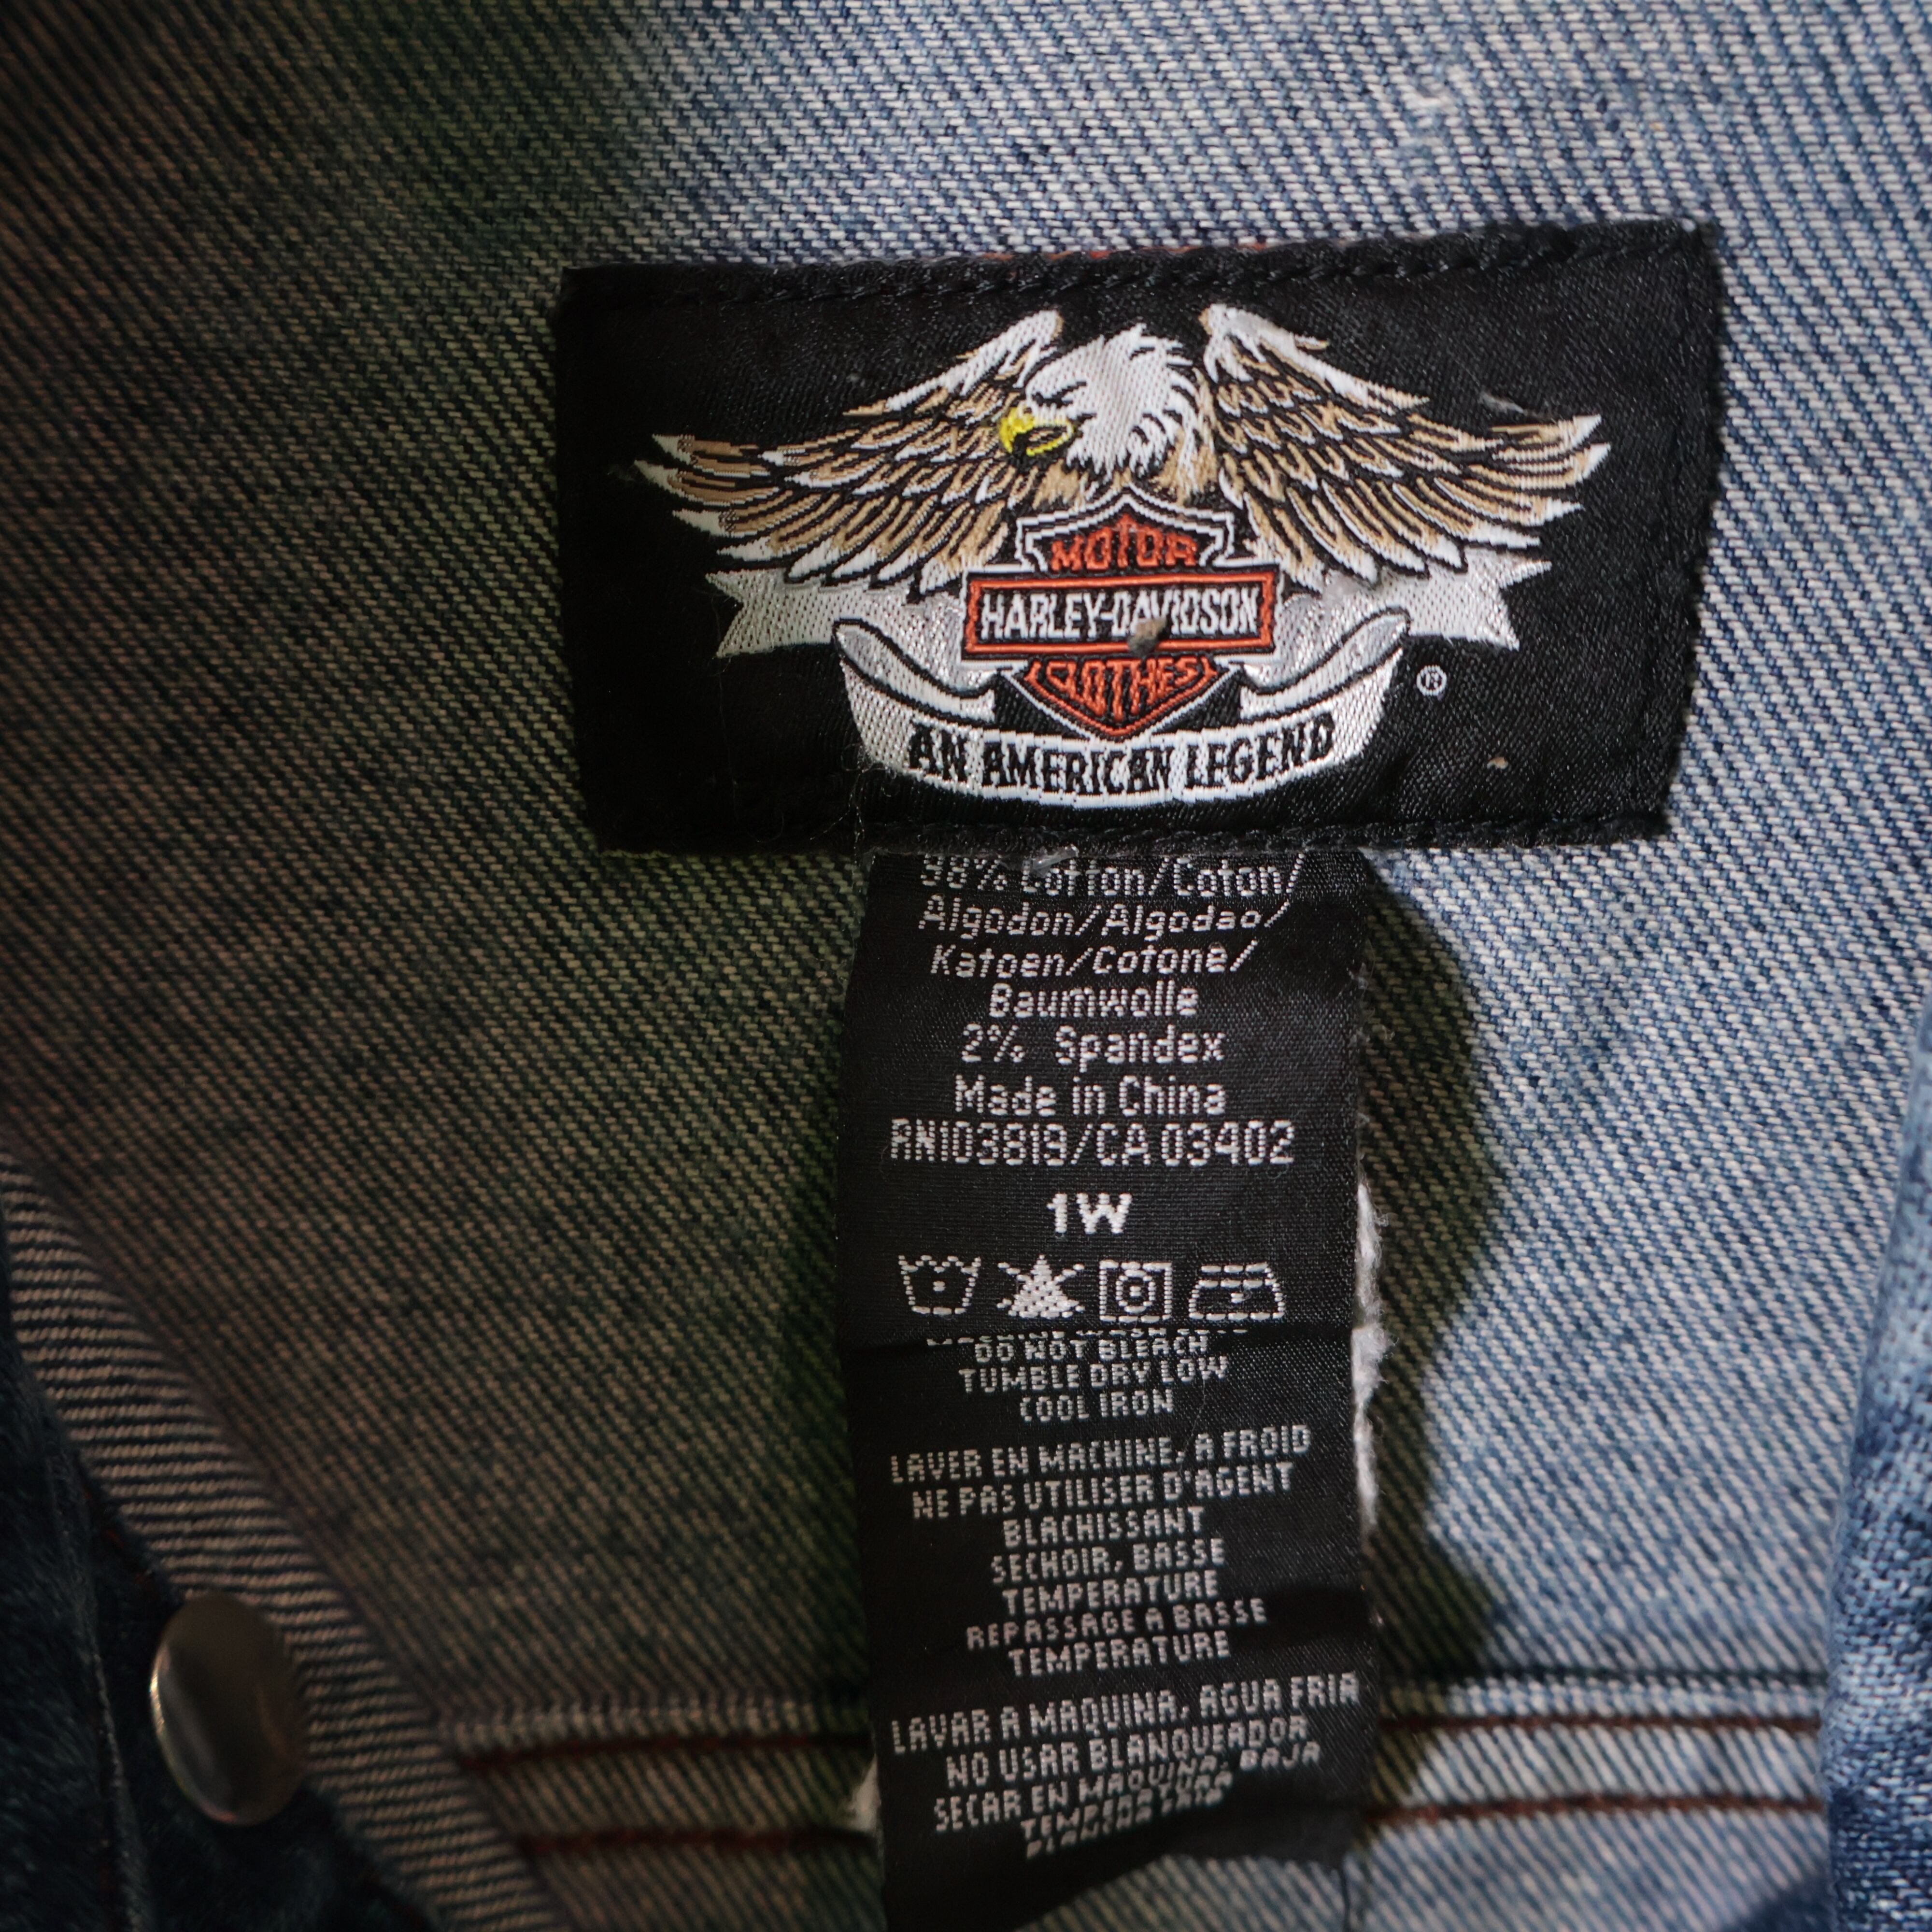 MOTOR
HARLEY-DAVIDSON
CLOTHES
®
AN AMERICAN LEGEND
98% Cotton/Coton/
Algodon/Algodao/
Katoen/Cotone/
Baumwolle
2% Spandex
Made in China
RN103819/CA 03402
1W
DO NOT BLEACH
TUMBLE DRY LOW
COOL IRON
LAVER EN MACHINE, A FROID
NE PAS UTILISER D'AGENT
BLACHISSANT
SECHOIR, BASSE
TEMPERATURE
REPASSAGE A BASSE
TEMPERATURE
LAVAR A MAQUINA, AGUA FRIA
NO USAR BLANQUEADOR
SECAR EN MAQUINA, BAJA
TEMPERATURA